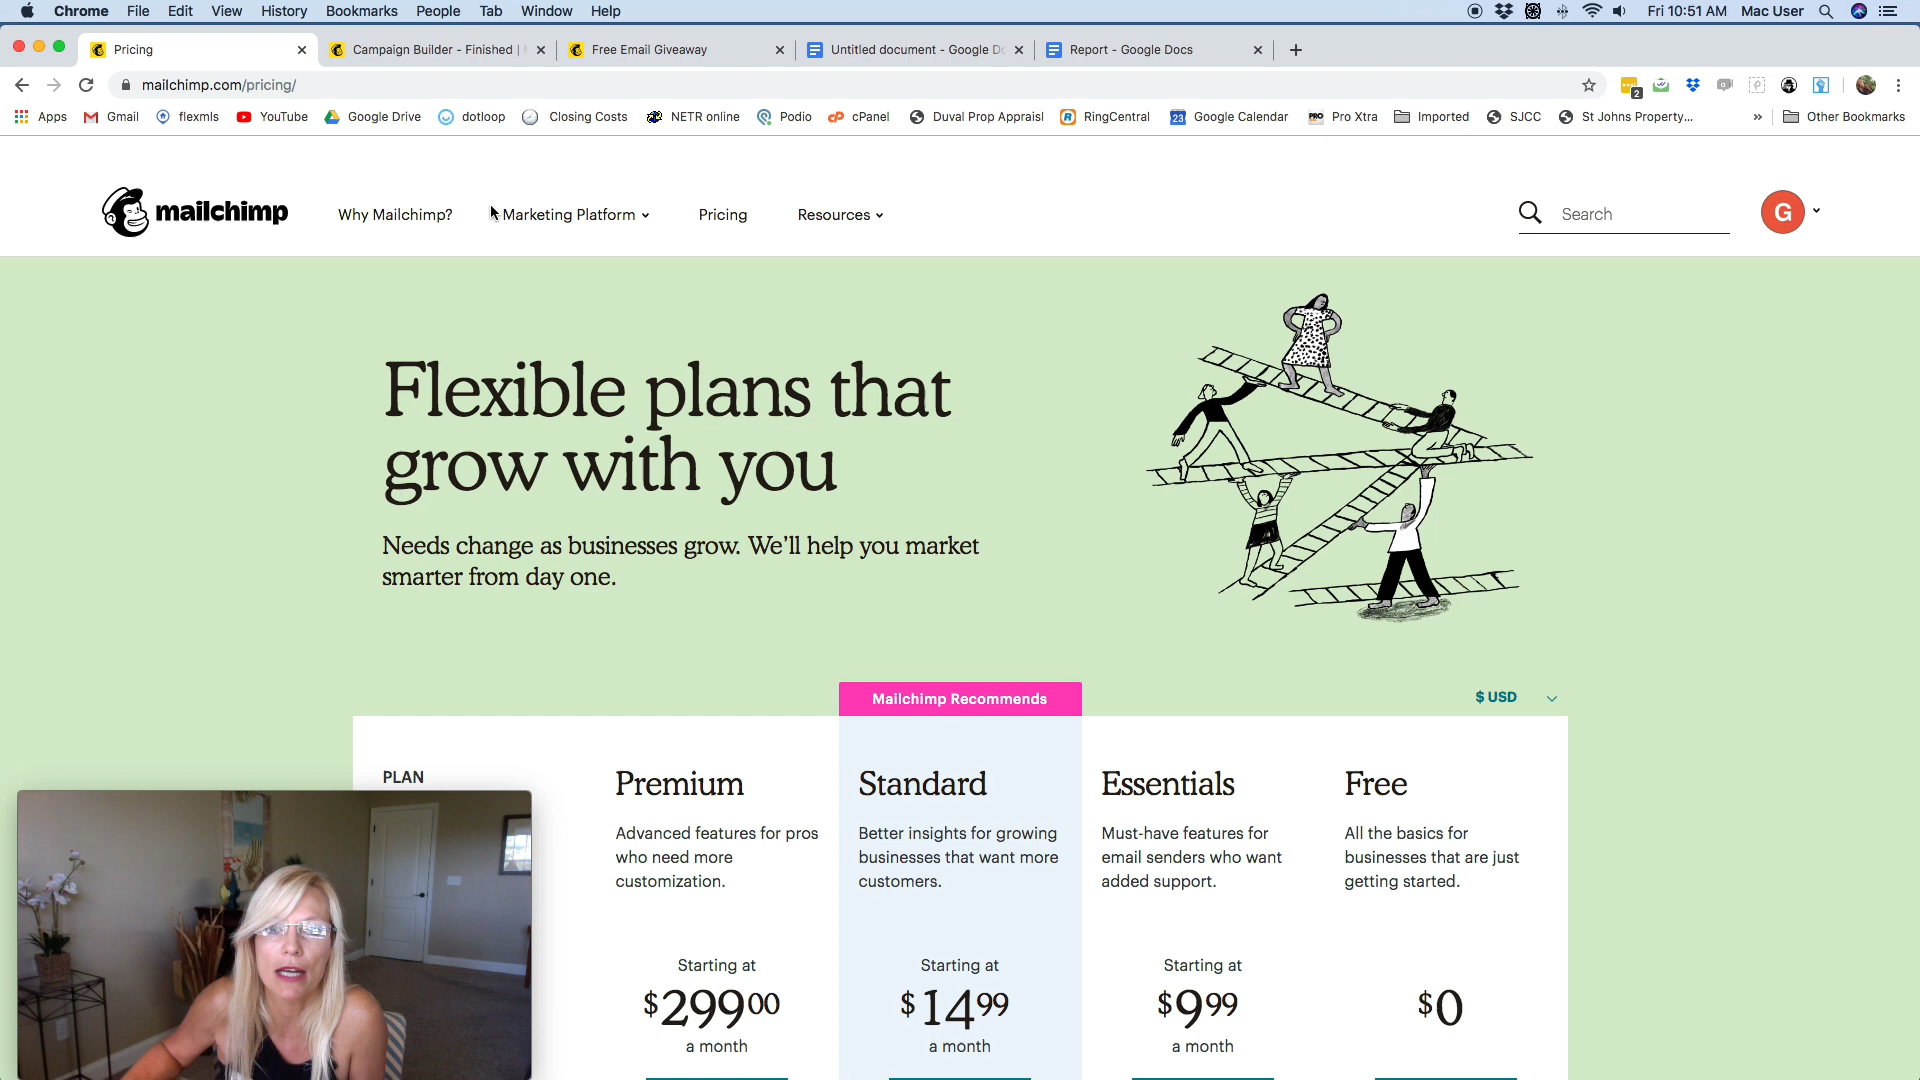 Chrome File Edit View History Bookmarks People Tab Window Help Fri 10:51 AM Mac User
Pricing Campaign Builder - Finished | Free Email Giveaway Untitled document - Google Do Report - Google Docs
mailchimp.com/pricing/
2
Apps Gmail flexmls YouTube Google Drive dotloop Closing Costs NETR online Podio cPanel Duval Prop Appraisl RingCentral 23 Google Calendar PRO Pro Xtra Imported SJCC St Johns Property... » Other Bookmarks
mailchimp Why Mailchimp? Marketing Platform Pricing Resources Search G
Flexible plans that
grow with you
Needs change as businesses grow. We'll help you market
smarter from day one.
Mailchimp Recommends $ USD
PLAN Premium Standard Essentials Free
Advanced features for pros Better insights for growing Must-have features for All the basics for
who need more businesses that want more email senders who want businesses that are just
customization. customers. added support. getting started.
Starting at Starting at Starting at
$29900 $1499 $999 $0
a month a month a month